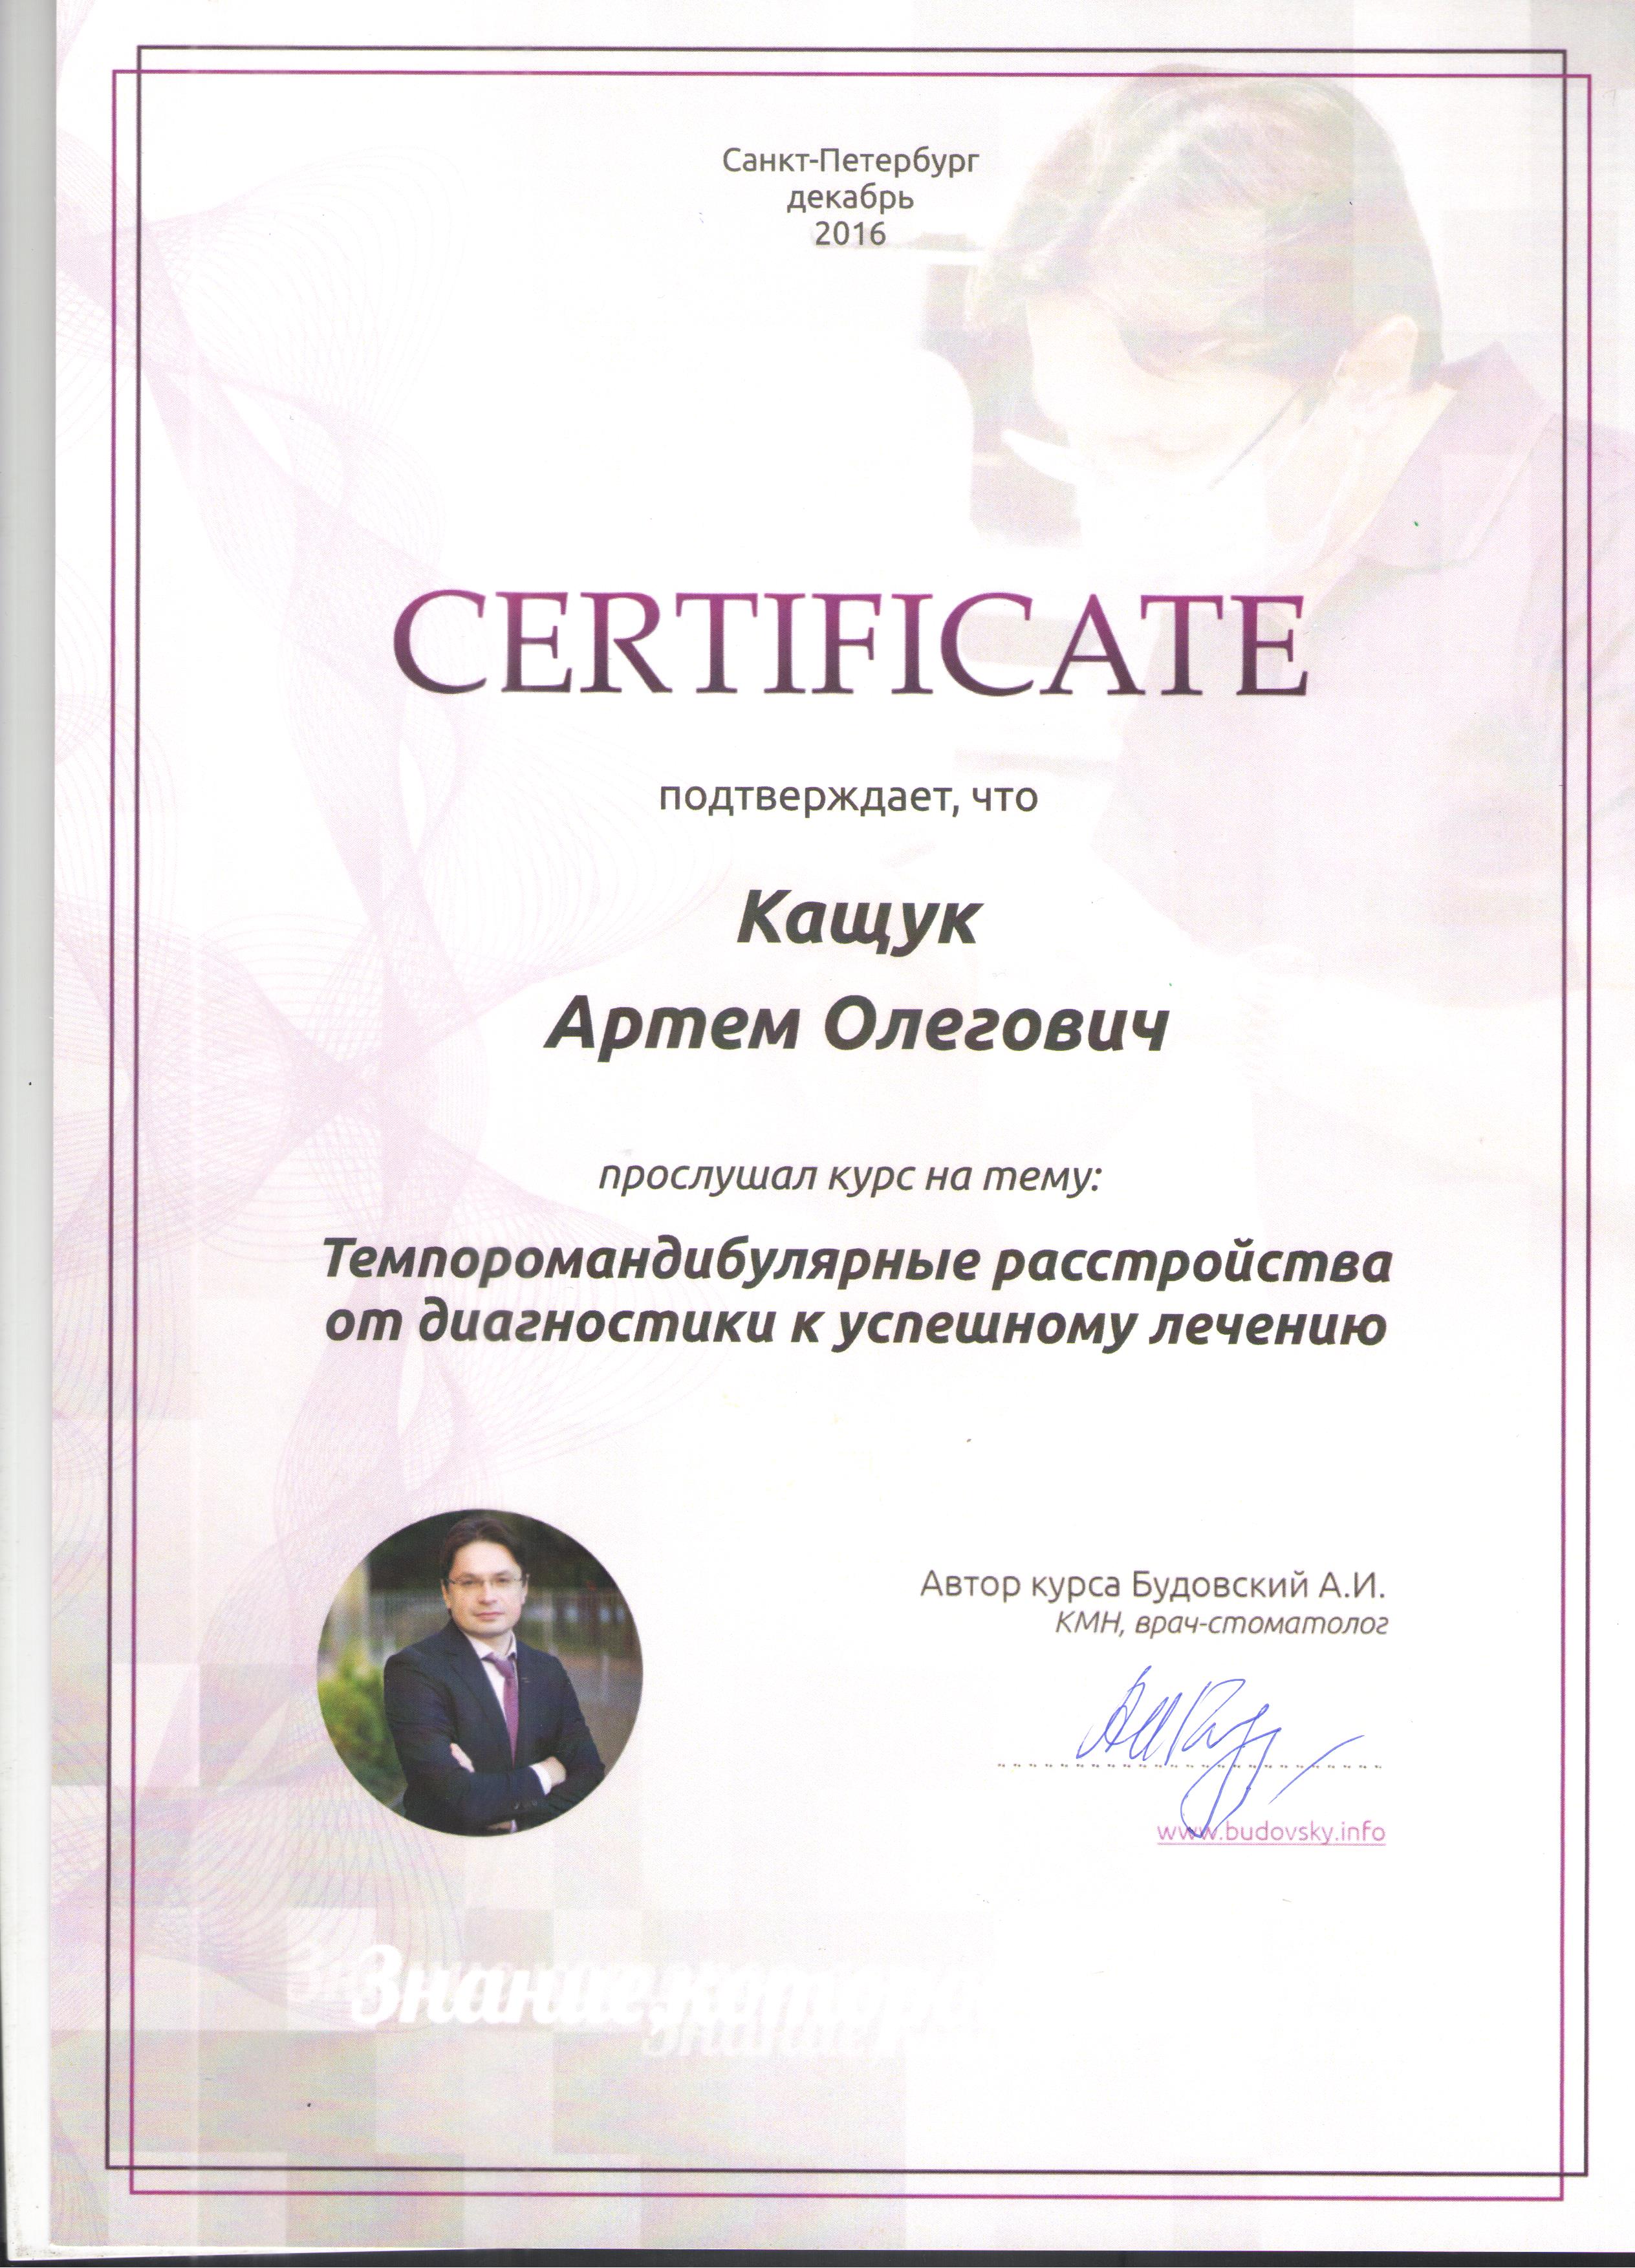 Санкт-Петербург
декабрь
2016
CERTIFICATE
подтверждает, что
Кащук
Артем Олегович
прослушал курс на тему:
Темпоромандибулярные расстройства
от диагностики к успешному лечению
Автор курса Будовский А.И.
КМН, врач-стоматолог
www.budovsky.info
Знание,